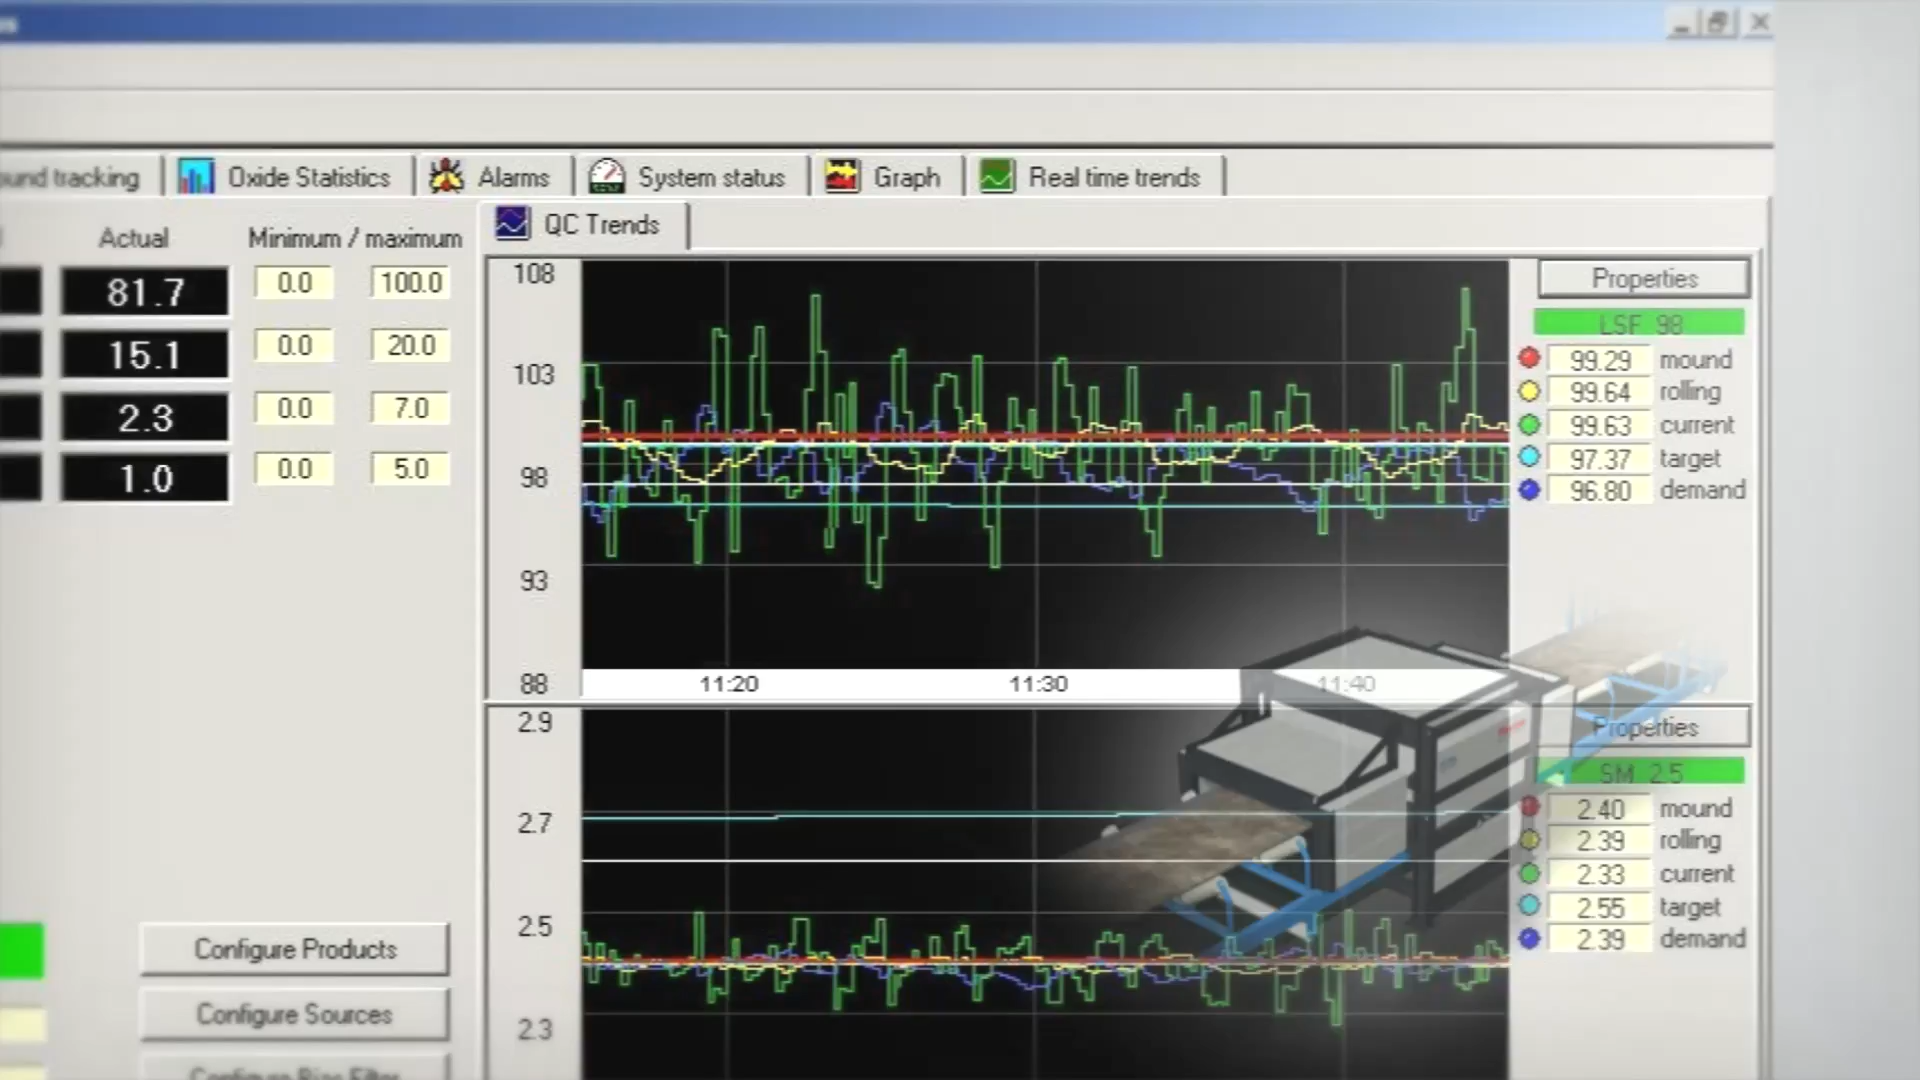 und tracking Oxide Statistics Alarms System status Graph Real time trends
Actual Minimum / maximum QC Trends
81.7 0.0 100.0
15.1 0.0 20.0
2.3 0.0 7.0
1.0 0.0 5.0
108
103
98
93
88
11:20 11:30 11:40
Properties
LSF 98
99.29 mound
99.64 rolling
99.63 current
97.37 target
96.80 demand
2.9
2.7
2.5
2.3
Properties
SM 2.5
2.40 mound
2.39 rolling
2.33 current
2.55 target
2.39 demand
Configure Products
Configure Sources
Configure Bias Filter